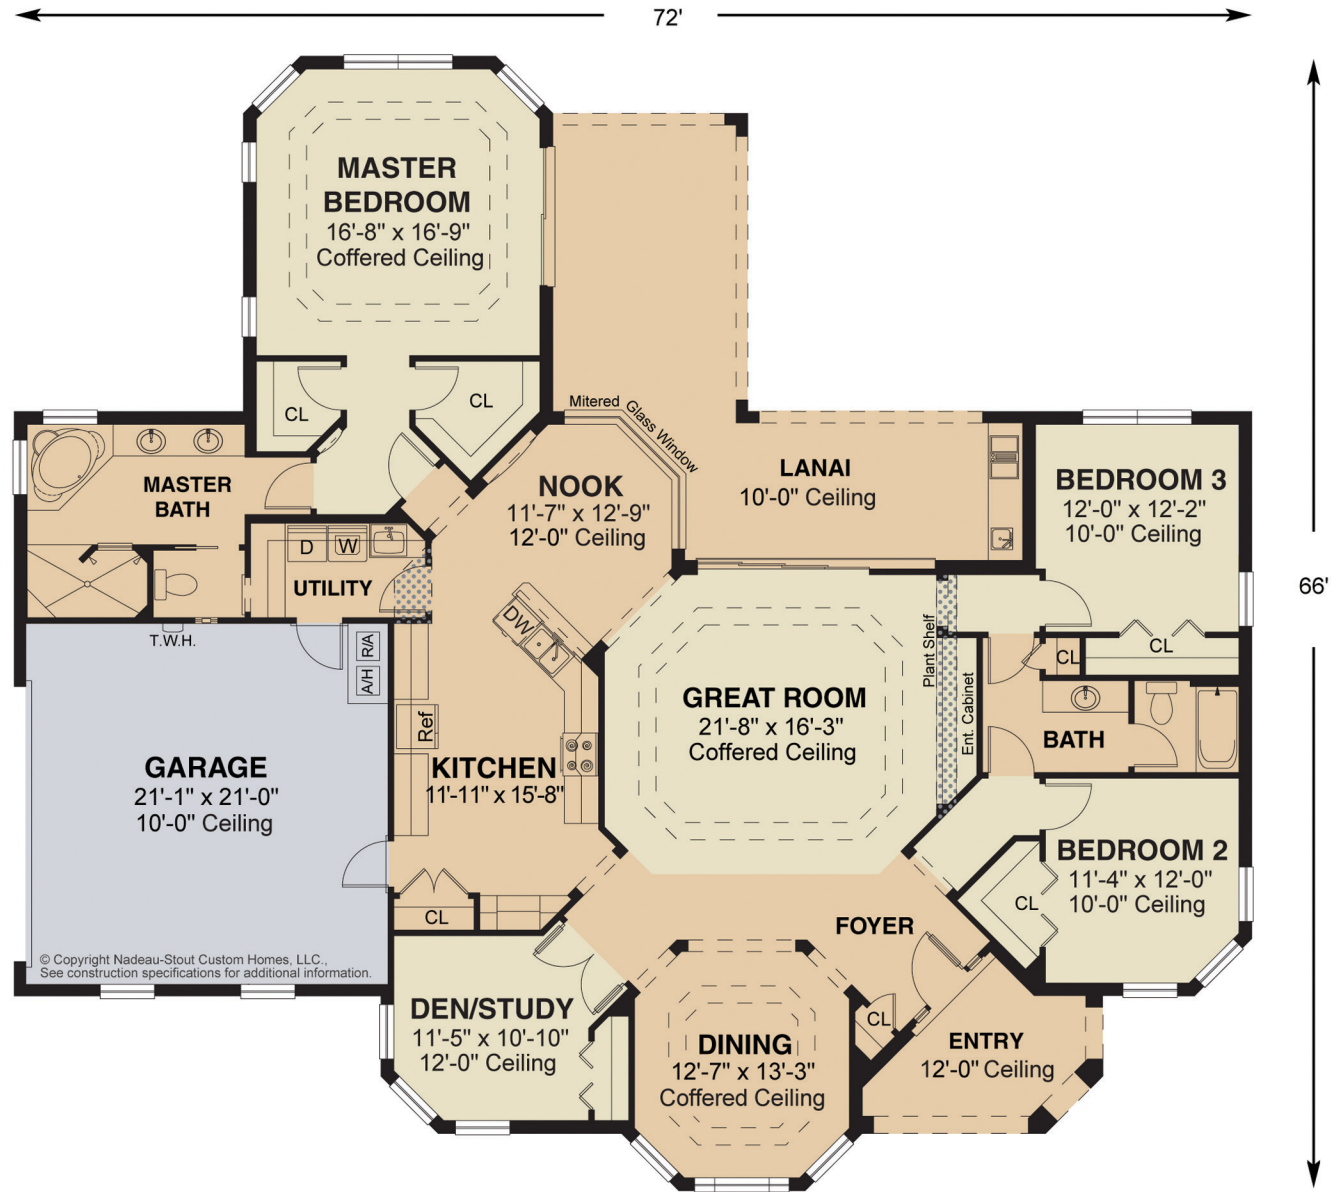 72'
66'
MASTER
BEDROOM
16'-8" x 16'-9"
Coffered Ceiling
CL
CL
Mitered Glass Window
MASTER
BATH
NOOK
11'-7" x 12'-9"
12'-0" Ceiling
LANAI
10'-0" Ceiling
BEDROOM 3
12'-0" x 12'-2"
10'-0" Ceiling
D
W
UTILITY
DW
T.W.H.
R/A
A/H
Plant Shelf
CL
CL
Ref
GREAT ROOM
21'-8" x 16'-3"
Coffered Ceiling
Ent. Cabinet
BATH
GARAGE
21'-1" x 21'-0"
10'-0" Ceiling
KITCHEN
11'-11" x 15'-8"
BEDROOM 2
11'-4" x 12'-0"
10'-0" Ceiling
CL
CL
FOYER
© Copyright Nadeau-Stout Custom Homes, LLC.,
See construction specifications for additional information.
DEN/STUDY
11'-5" x 10'-10"
12'-0" Ceiling
DINING
12'-7" x 13'-3"
Coffered Ceiling
CL
ENTRY
12'-0" Ceiling